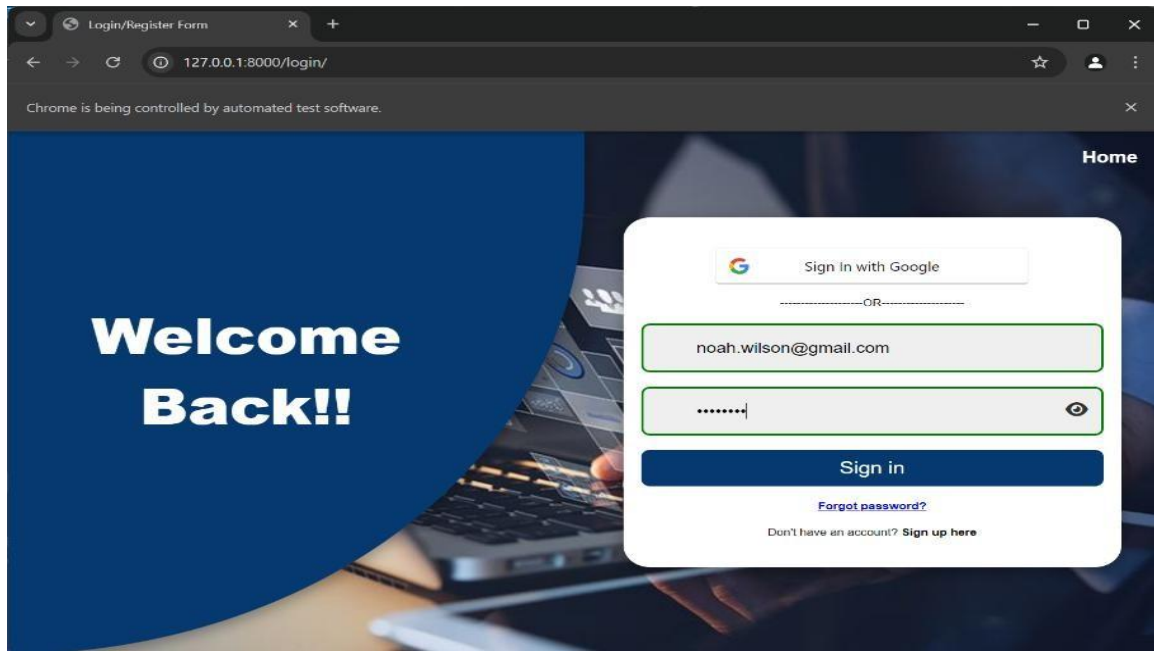 Login/Register Form
127.0.0.1:8000/login/
Chrome is being controlled by automated test software.
Home
Welcome
Back!!
Sign In with Google
--------------------OR--------------------
noah.wilson@gmail.com
••••••••
Sign in
Forgot password?
Don't have an account? Sign up here